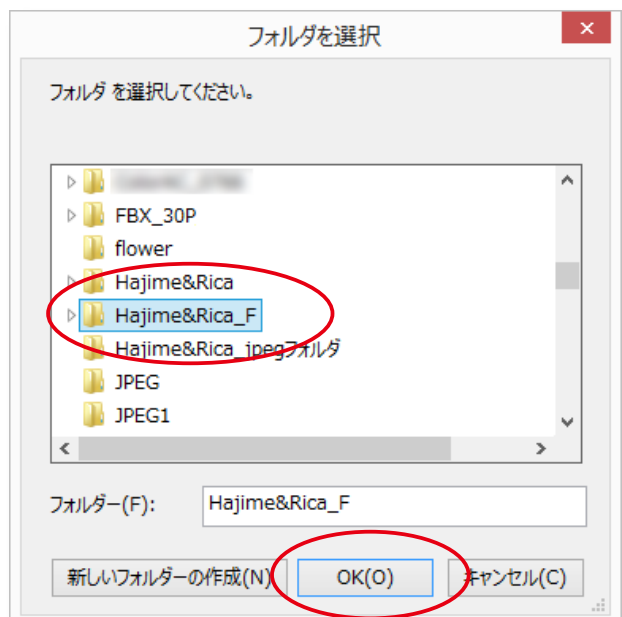 フォルダを選択
フォルダ を選択してください。
FBX_30P
flower
Hajime&Rica
Hajime&Rica_F
Hajime&Rica_jpegフォルダ
JPEG
JPEG1
フォルダー(F): Hajime&Rica_F
新しいフォルダーの作成(N) OK(O) キャンセル(C)